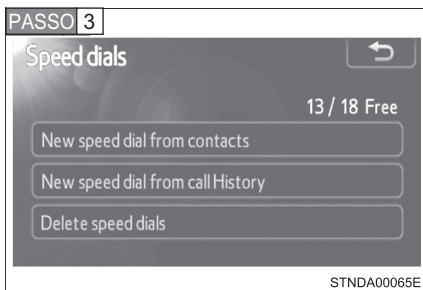 PASSO 3
Speed dials
13 / 18 Free
New speed dial from contacts
New speed dial from call History
Delete speed dials
STNDA00065E